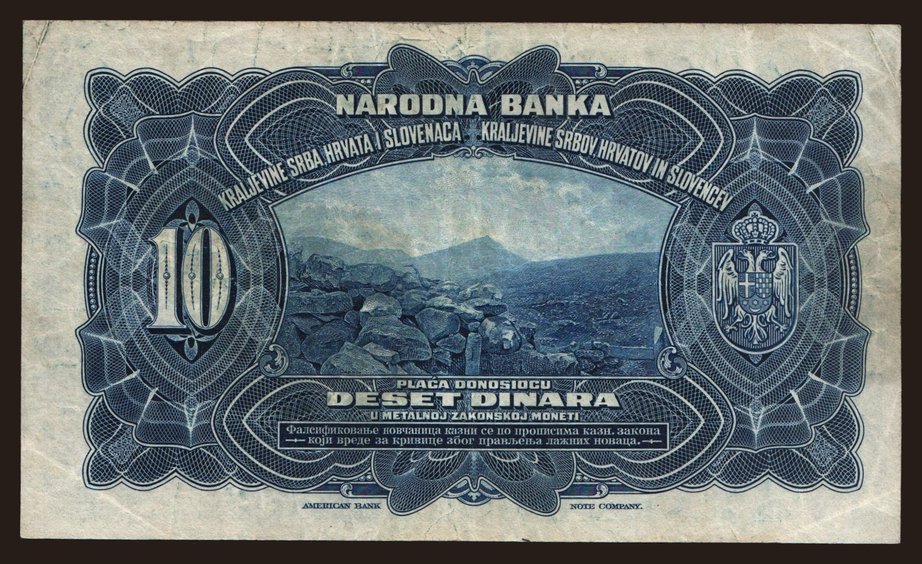 NARODNA BANKA
KRALJEVINE SRBA HRVATA I SLOVENACA KRALJEVINE SRBOV HRVATOV IN SLOVENCEV
10
PLAĆA DONOSIOCU
DESET DINARA
U METALNOJ ZAKONSKOJ MONETI
Фалсификовање новчаница казни се по прописима казн. закона
који вреде за кривице због прављења лажних новаца.
AMERICAN BANK NOTE COMPANY.